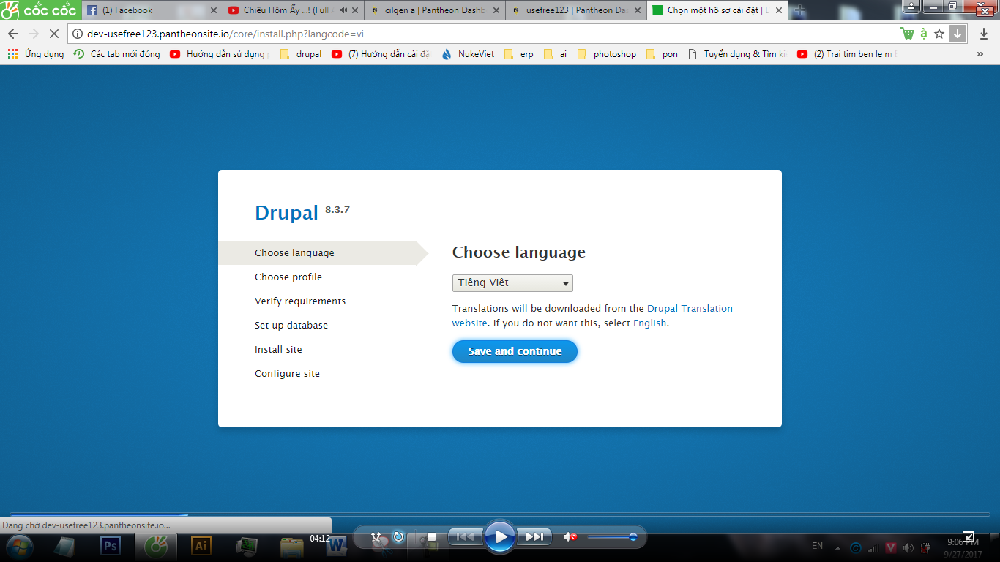 cốc cốc
(1) Facebook
Chiều Hôm Ấy ...! (Full A
cilgen a | Pantheon Dashb
usefree123 | Pantheon Da
Chọn một hồ sơ cài đặt | D
dev-usefree123.pantheonsite.io/core/install.php?langcode=vi
à
Ứng dụng
Các tab mới đóng
Hướng dẫn sử dụng
drupal
(7) Hướng dẫn cài đặ
NukeViet
erp
ai
photoshop
pon
Tuyển dụng & Tìm ki
(2) Trai tim ben le m
»
Drupal 8.3.7
Choose language
Choose profile
Verify requirements
Set up database
Install site
Configure site
Choose language
Tiếng Việt
Translations will be downloaded from the Drupal Translation
website. If you do not want this, select English.
Save and continue
Đang chờ dev-usefree123.pantheonsite.io...
Ps
Ai
04:12
W
EN
V
9:06 PM
9/27/2017